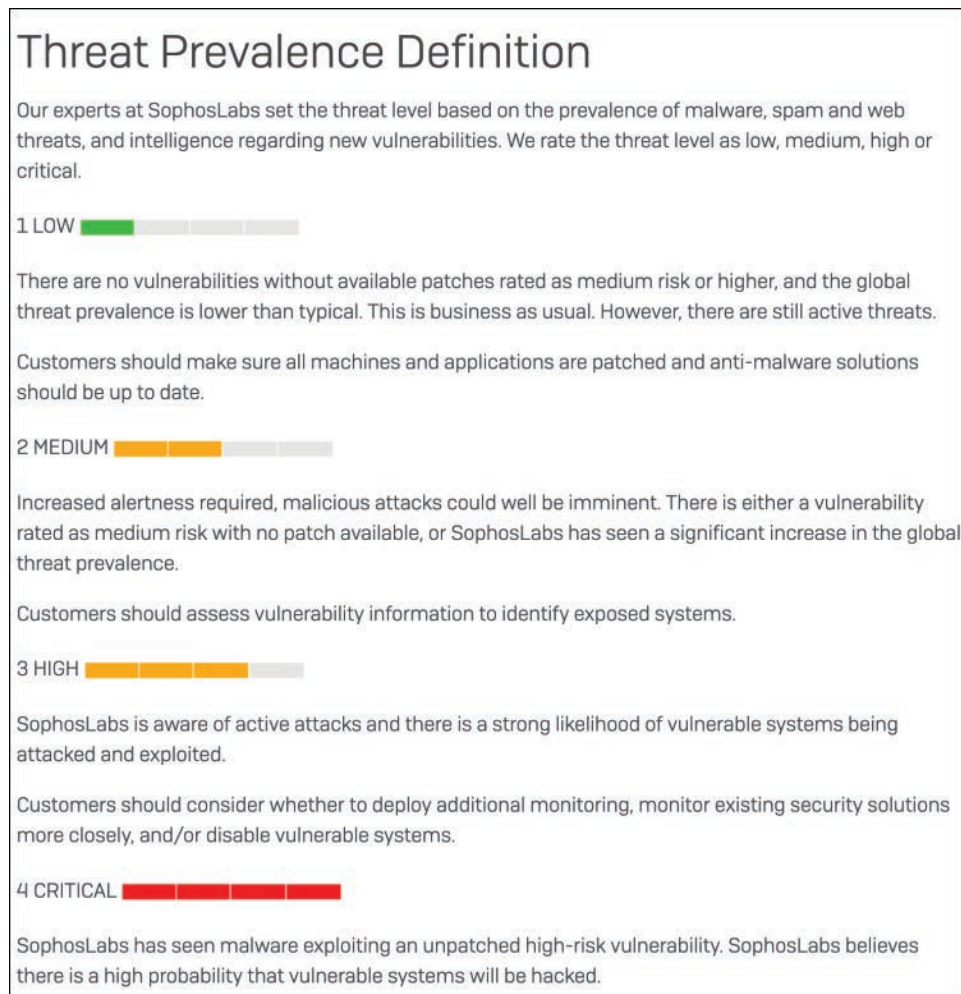 Threat Prevalence Definition
Our experts at SophosLabs set the threat level based on the prevalence of malware, spam and web
threats, and intelligence regarding new vulnerabilities. We rate the threat level as low, medium, high or
critical.
1 LOW
There are no vulnerabilities without available patches rated as medium risk or higher, and the global
threat prevalence is lower than typical. This is business as usual. However, there are still active threats.
Customers should make sure all machines and applications are patched and anti-malware solutions
should be up to date.
2 MEDIUM
Increased alertness required, malicious attacks could well be imminent. There is either a vulnerability
rated as medium risk with no patch available, or SophosLabs has seen a significant increase in the global
threat prevalence.
Customers should assess vulnerability information to identify exposed systems.
3 HIGH
SophosLabs is aware of active attacks and there is a strong likelihood of vulnerable systems being
attacked and exploited.
Customers should consider whether to deploy additional monitoring, monitor existing security solutions
more closely, and/or disable vulnerable systems.
4 CRITICAL
SophosLabs has seen malware exploiting an unpatched high-risk vulnerability. SophosLabs believes
there is a high probability that vulnerable systems will be hacked.